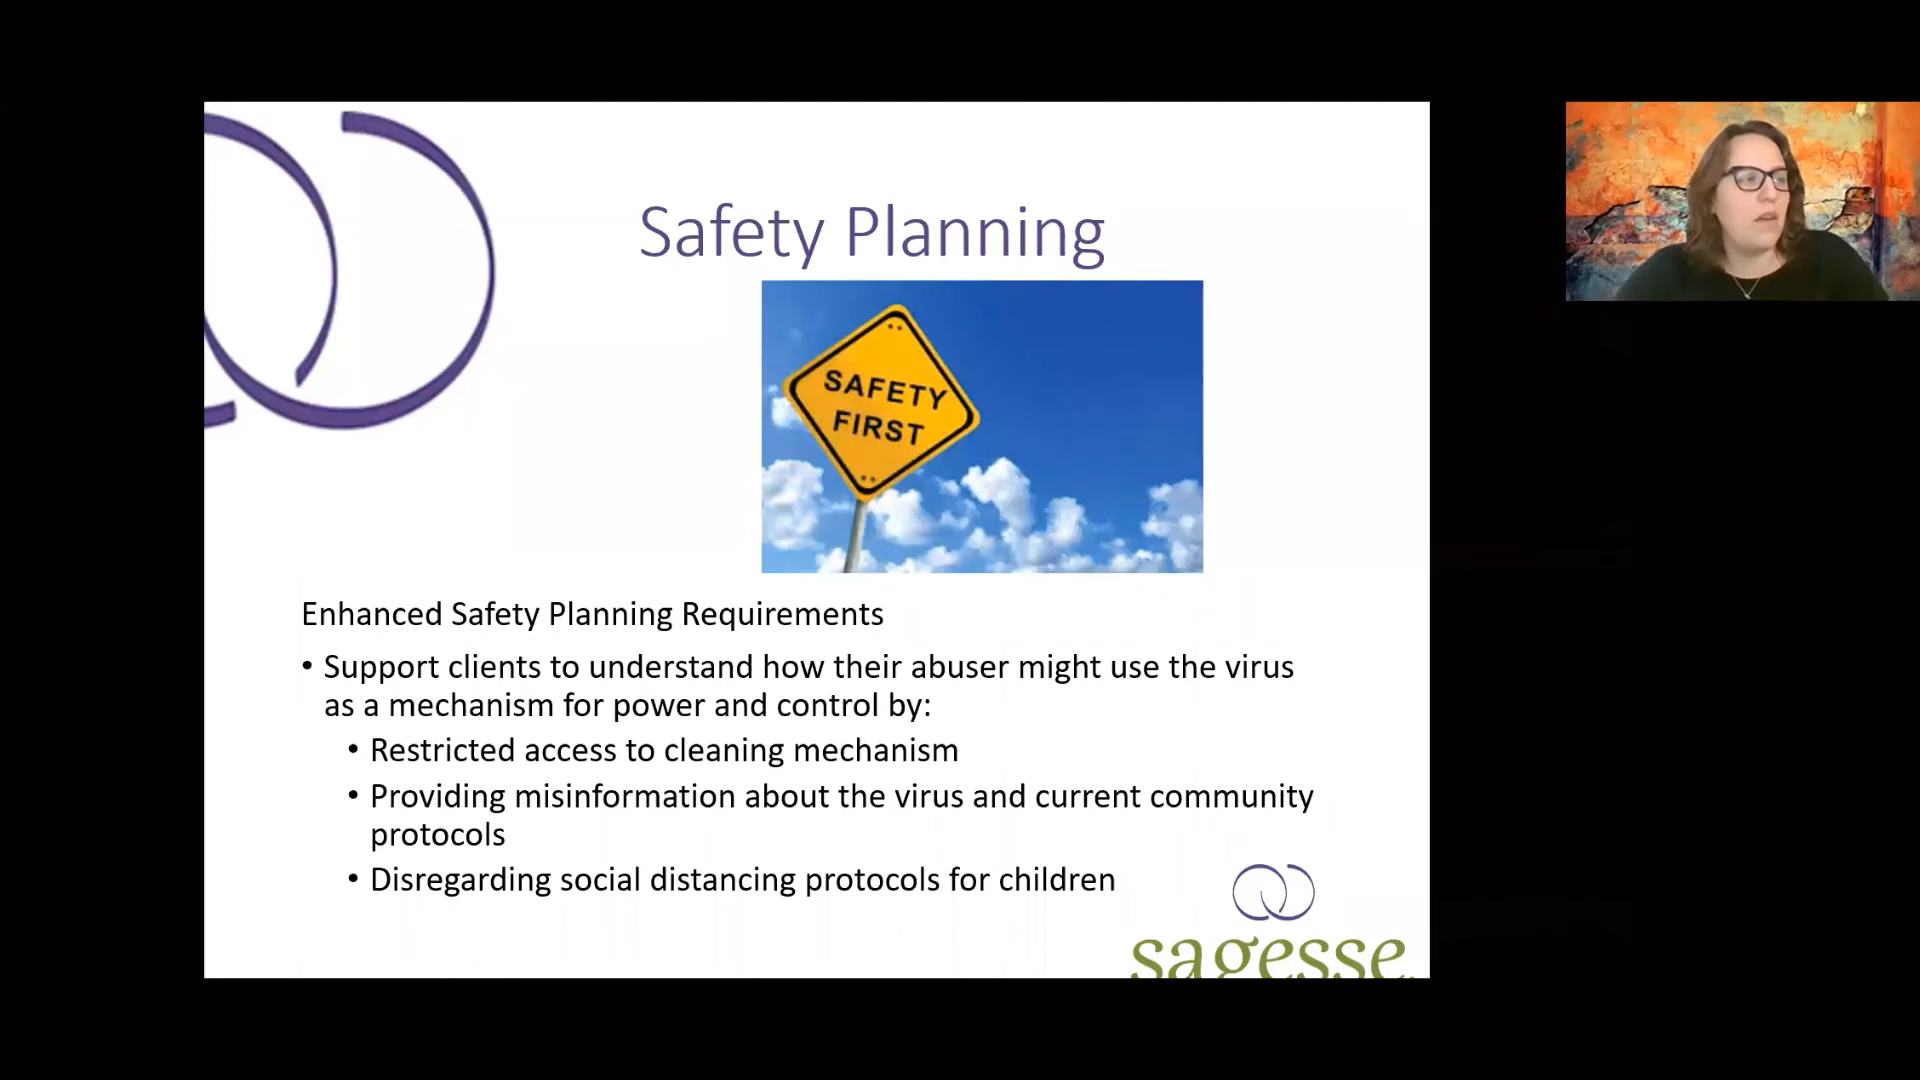 Safety Planning
SAFETY
FIRST
Enhanced Safety Planning Requirements
• Support clients to understand how their abuser might use the virus
as a mechanism for power and control by:
• Restricted access to cleaning mechanism
• Providing misinformation about the virus and current community
protocols
• Disregarding social distancing protocols for children
sagesse